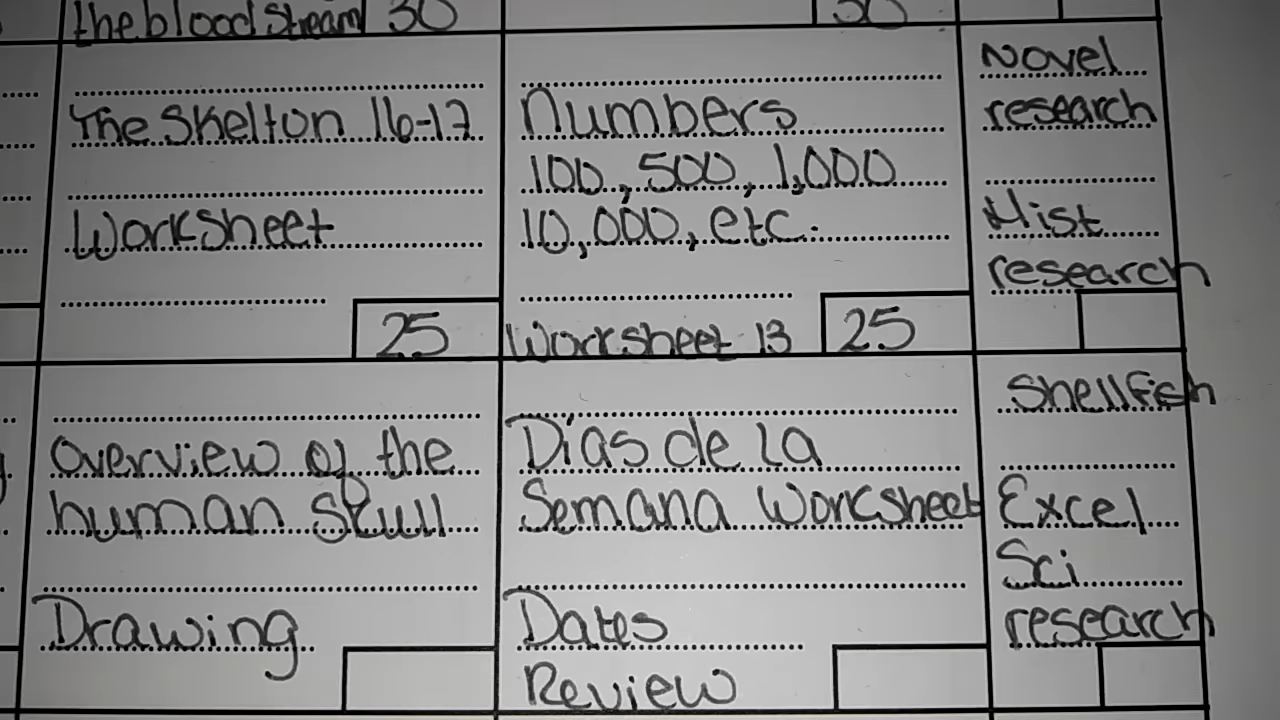 the blood stream 30
30
The Skelton 16-17
Worksheet
25
Numbers
100, 500, 1,000
10,000, etc.
Worksheet 13
25
Novel
research
Hist
research
Overview of the
human skull
Drawing
Dias de la
Semana Worksheet
Dates
Review
Shellfish
Excel
Sci
research